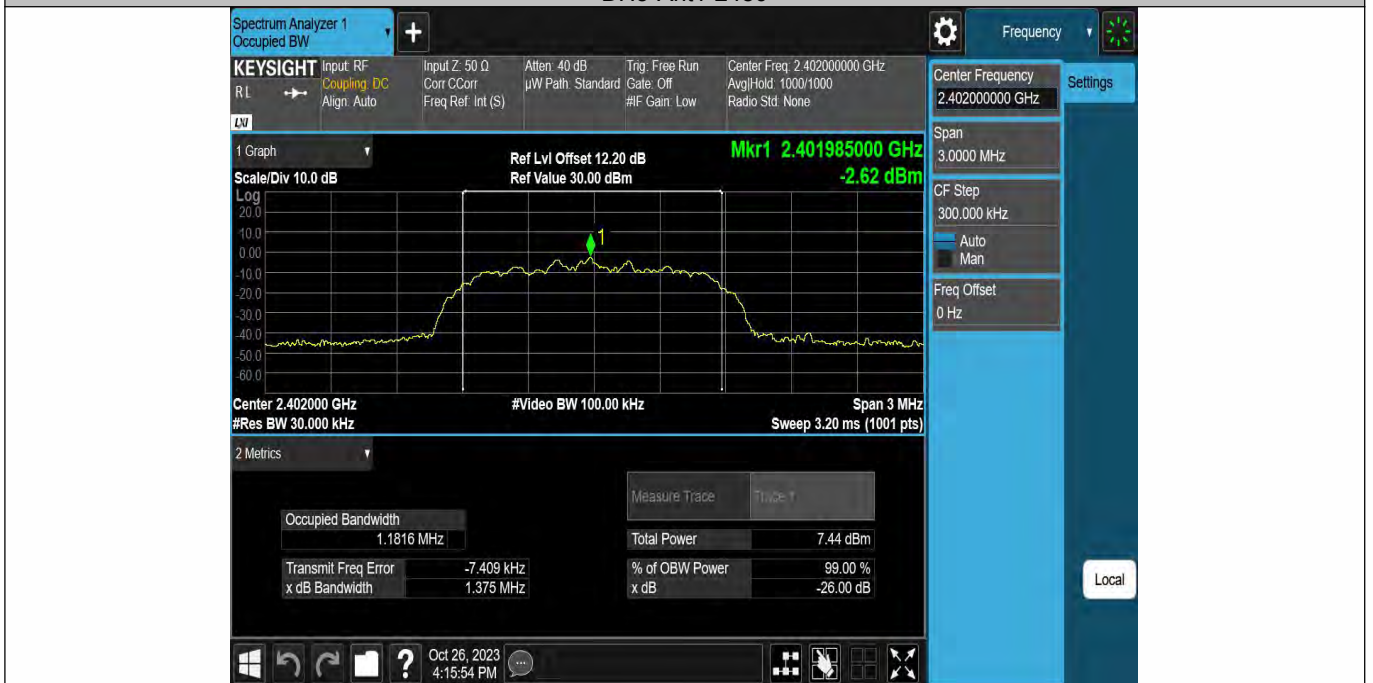 Spectrum Analyzer 1
Occupied BW
+
Frequency
KEYSIGHT
RL
LXI
Input: RF
Coupling: DC
Align: Auto
Input Z: 50 Ω
Corr CCorr
Freq Ref: Int (S)
Atten: 40 dB
µW Path: Standard
Trig: Free Run
Gate: Off
#IF Gain: Low
Center Freq: 2.402000000 GHz
Avg|Hold: 1000/1000
Radio Std: None
Center Frequency
2.402000000 GHz
Settings
Span
3.0000 MHz
CF Step
300.000 kHz
Auto
Man
Freq Offset
0 Hz
Local
1 Graph
Scale/Div 10.0 dB
Ref Lvl Offset 12.20 dB
Ref Value 30.00 dBm
Mkr1 2.401985000 GHz
-2.62 dBm
Log
20.0
10.0
0.00
-10.0
-20.0
-30.0
-40.0
-50.0
-60.0
1
Center 2.402000 GHz
#Res BW 30.000 kHz
#Video BW 100.00 kHz
Span 3 MHz
Sweep 3.20 ms (1001 pts)
2 Metrics
Measure Trace
Trace 1
Occupied Bandwidth
1.1816 MHz
Total Power
7.44 dBm
Transmit Freq Error
-7.409 kHz
% of OBW Power
99.00 %
x dB Bandwidth
1.375 MHz
x dB
-26.00 dB
?
Oct 26, 2023
4:15:54 PM